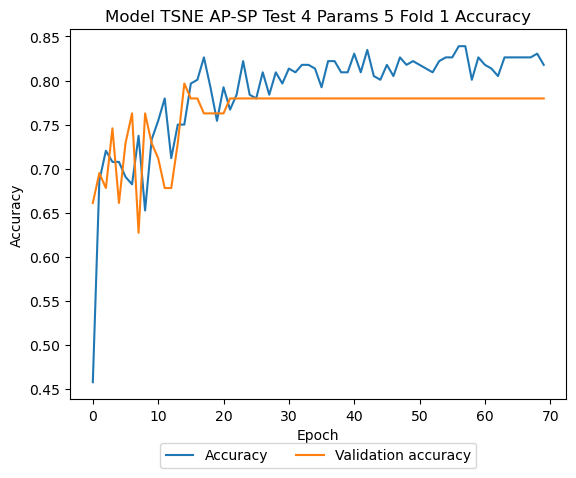 Model TSNE AP-SP Test 4 Params 5 Fold 1 Accuracy
0.85
0.80
0.75
0.70
0.65
0.60
0.55
0.50
0.45
Accuracy
0 10 20 30 40 50 60 70
Epoch
Accuracy Validation accuracy